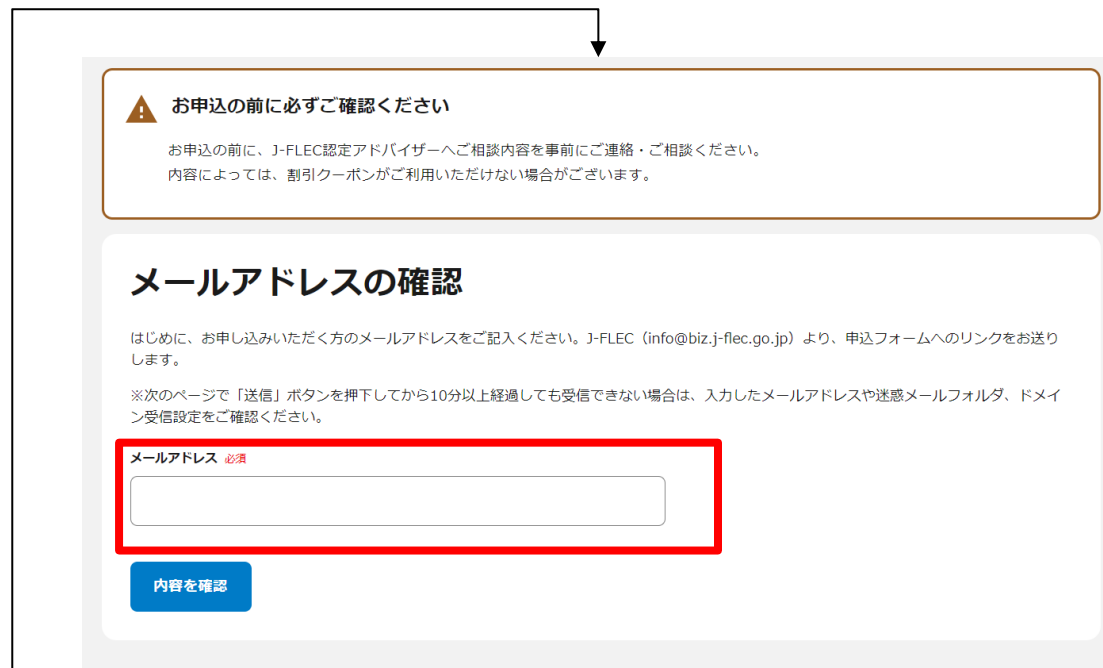 お申込の前に必ずご確認ください
お申込の前に、J-FLEC認定アドバイザーへご相談内容を事前にご連絡・ご相談ください。
内容によっては、割引クーポンがご利用いただけない場合がございます。
メールアドレスの確認
はじめに、お申し込みいただく方のメールアドレスをご記入ください。J-FLEC（info@biz.j-flec.go.jp）より、申込フォームへのリンクをお送り
します。
※次のページで「送信」ボタンを押下してから10分以上経過しても受信できない場合は、入力したメールアドレスや迷惑メールフォルダ、ドメイ
ン受信設定をご確認ください。
メールアドレス 必須
内容を確認